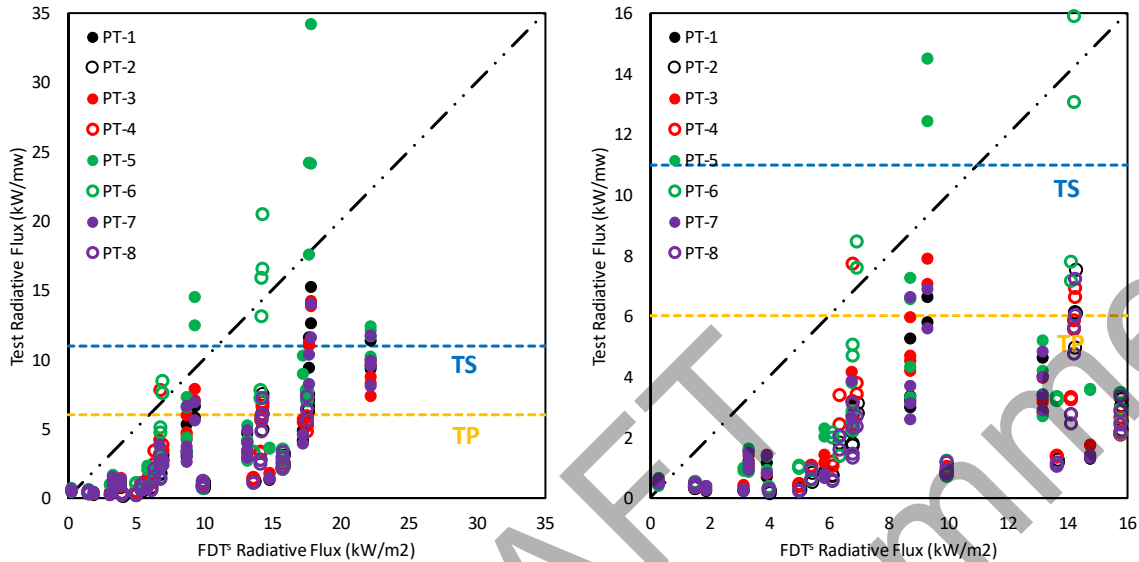 35
30
25
20
15
10
5
0
0 5 10 15 20 25 30 35
Test Radiative Flux (kW/mw)
FDTˢ Radiative Flux (kW/m2)
PT-1
PT-2
PT-3
PT-4
PT-5
PT-6
PT-7
PT-8
TS
TP
16
14
12
10
8
6
4
2
0
0 2 4 6 8 10 12 14 16
Test Radiative Flux (kW/mw)
FDTˢ Radiative Flux (kW/m2)
PT-1
PT-2
PT-3
PT-4
PT-5
PT-6
PT-7
PT-8
TS
TP